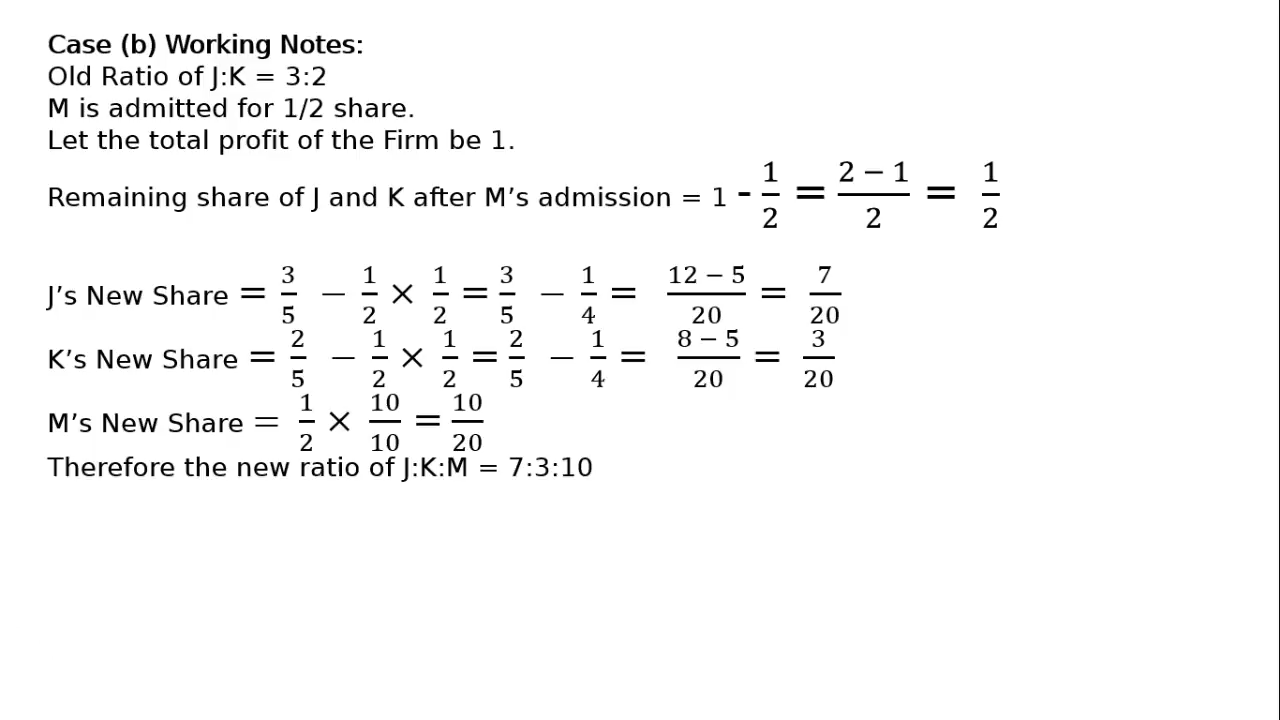 Case (b) Working Notes:
Old Ratio of J:K = 3:2
M is admitted for 1/2 share.
Let the total profit of the Firm be 1.
Remaining share of J and K after M’s admission = 1 - 1/2 = (2 − 1)/2 = 1/2
J’s New Share = 3/5 − 1/2 × 1/2 = 3/5 − 1/4 = (12 − 5)/20 = 7/20
K’s New Share = 2/5 − 1/2 × 1/2 = 2/5 − 1/4 = (8 − 5)/20 = 3/20
M’s New Share = 1/2 × 10/10 = 10/20
Therefore the new ratio of J:K:M = 7:3:10